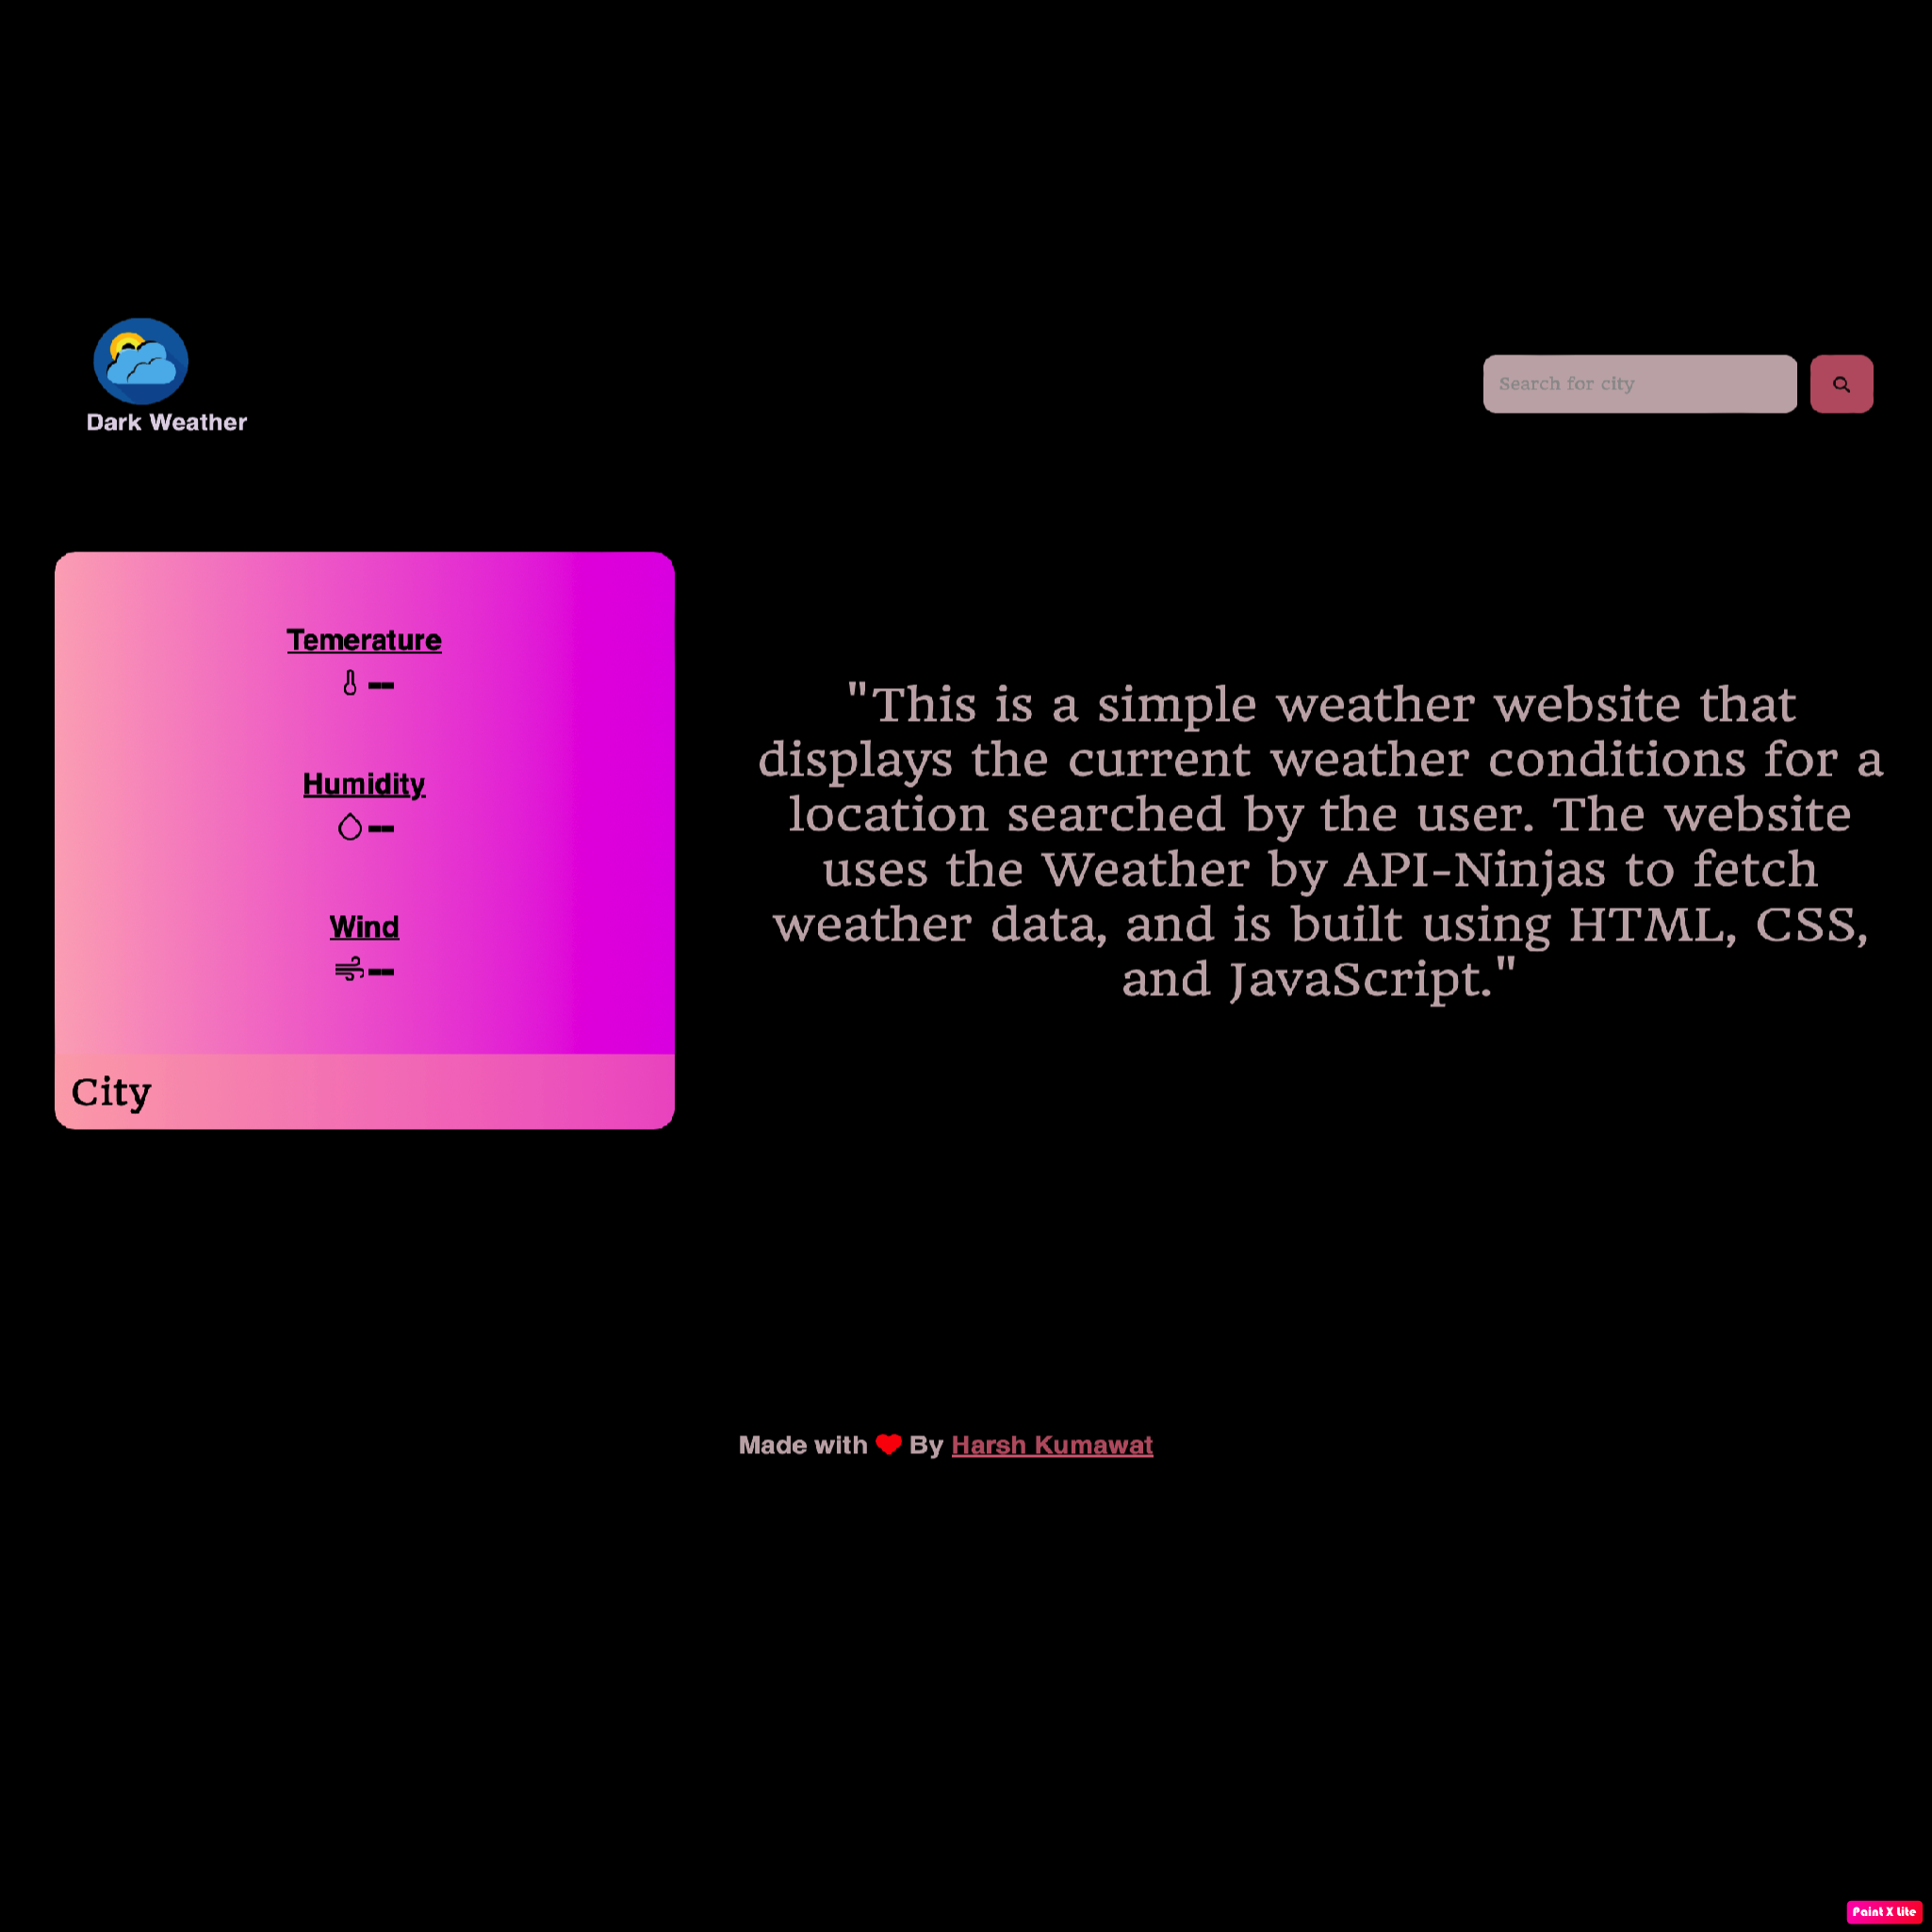 Dark Weather
Search for city
Temerature
--
Humidity
--
Wind
--
City
"This is a simple weather website that
displays the current weather conditions for a
location searched by the user. The website
uses the Weather by API-Ninjas to fetch
weather data, and is built using HTML, CSS,
and JavaScript."
Made with ❤ By Harsh Kumawat
Paint X Lite